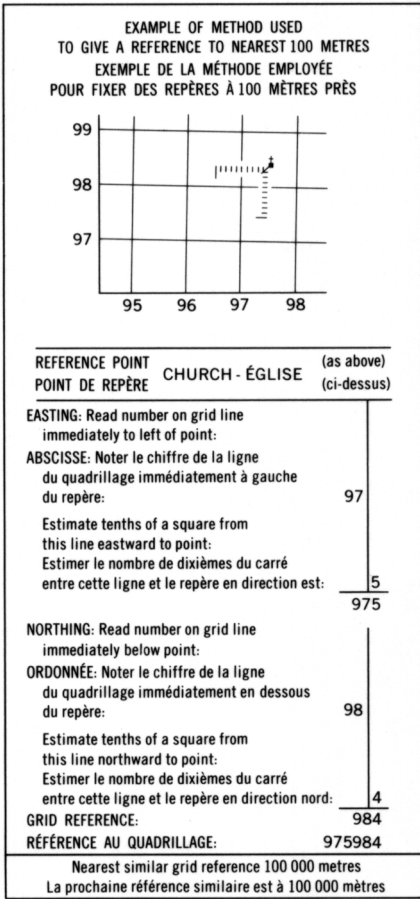 EXAMPLE OF METHOD USED
TO GIVE A REFERENCE TO NEAREST 100 METRES
EXEMPLE DE LA MÉTHODE EMPLOYÉE
POUR FIXER DES REPÈRES À 100 MÈTRES PRÈS
99
98
97
95 96 97 98
REFERENCE POINT
POINT DE REPÈRE
CHURCH - ÉGLISE
(as above)
(ci-dessus)
EASTING: Read number on grid line
immediately to left of point:
ABSCISSE: Noter le chiffre de la ligne
du quadrillage immédiatement à gauche
du repère: 97
Estimate tenths of a square from
this line eastward to point:
Estimer le nombre de dixièmes du carré
entre cette ligne et le repère en direction est: 5
975
NORTHING: Read number on grid line
immediately below point:
ORDONNÉE: Noter le chiffre de la ligne
du quadrillage immédiatement en dessous
du repère: 98
Estimate tenths of a square from
this line northward to point:
Estimer le nombre de dixièmes du carré
entre cette ligne et le repère en direction nord: 4
GRID REFERENCE: 984
RÉFÉRENCE AU QUADRILLAGE: 975984
Nearest similar grid reference 100 000 metres
La prochaine référence similaire est à 100 000 mètres